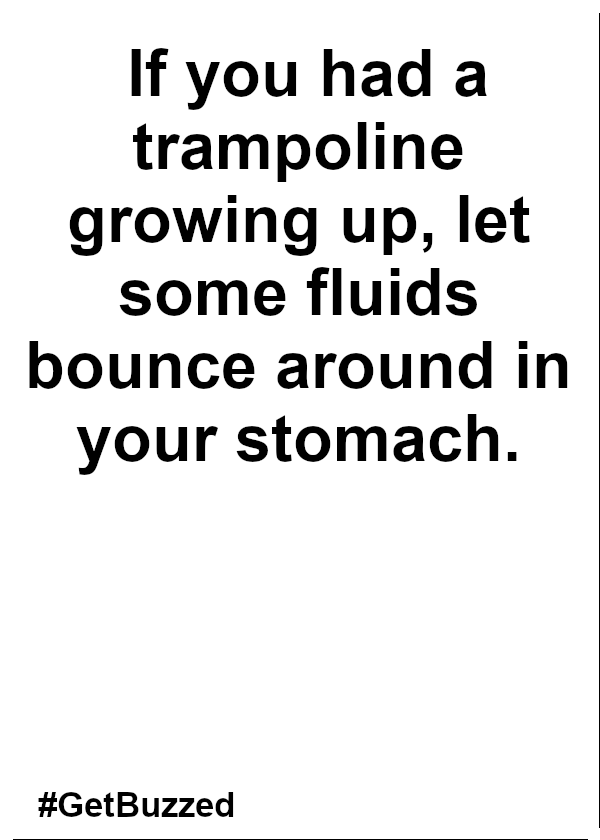 If you had a
trampoline
growing up, let
some fluids
bounce around in
your stomach.
#GetBuzzed